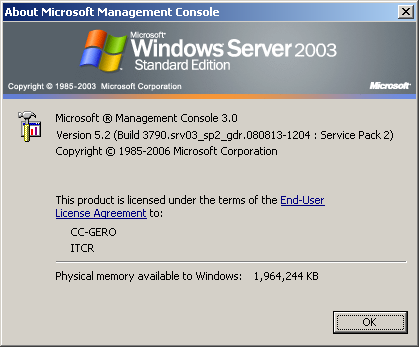 About Microsoft Management Console
Microsoft®
Windows Server 2003
Standard Edition
Copyright © 1985-2003 Microsoft Corporation
Microsoft
Microsoft ® Management Console 3.0
Version 5.2 (Build 3790.srv03_sp2_gdr.080813-1204 : Service Pack 2)
Copyright © 1985-2006 Microsoft Corporation
This product is licensed under the terms of the End-User
License Agreement to:
CC-GERO
ITCR
Physical memory available to Windows: 1,964,244 KB
OK